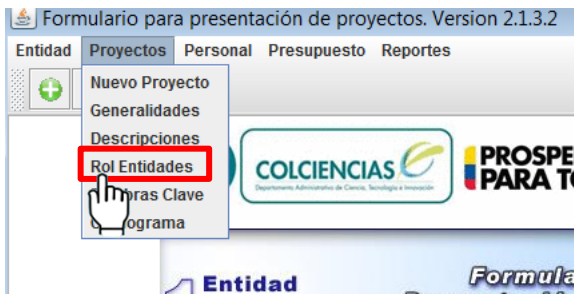 Formulario para presentación de proyectos. Version 2.1.3.2
Entidad Proyectos Personal Presupuesto Reportes
Nuevo Proyecto
Generalidades
Descripciones
Rol Entidades
Clave
COLCIENCIAS
Departamento Administrativo de Ciencia, Tecnología e Innovación
PROSPE
PARA TO
Entidad
Formula